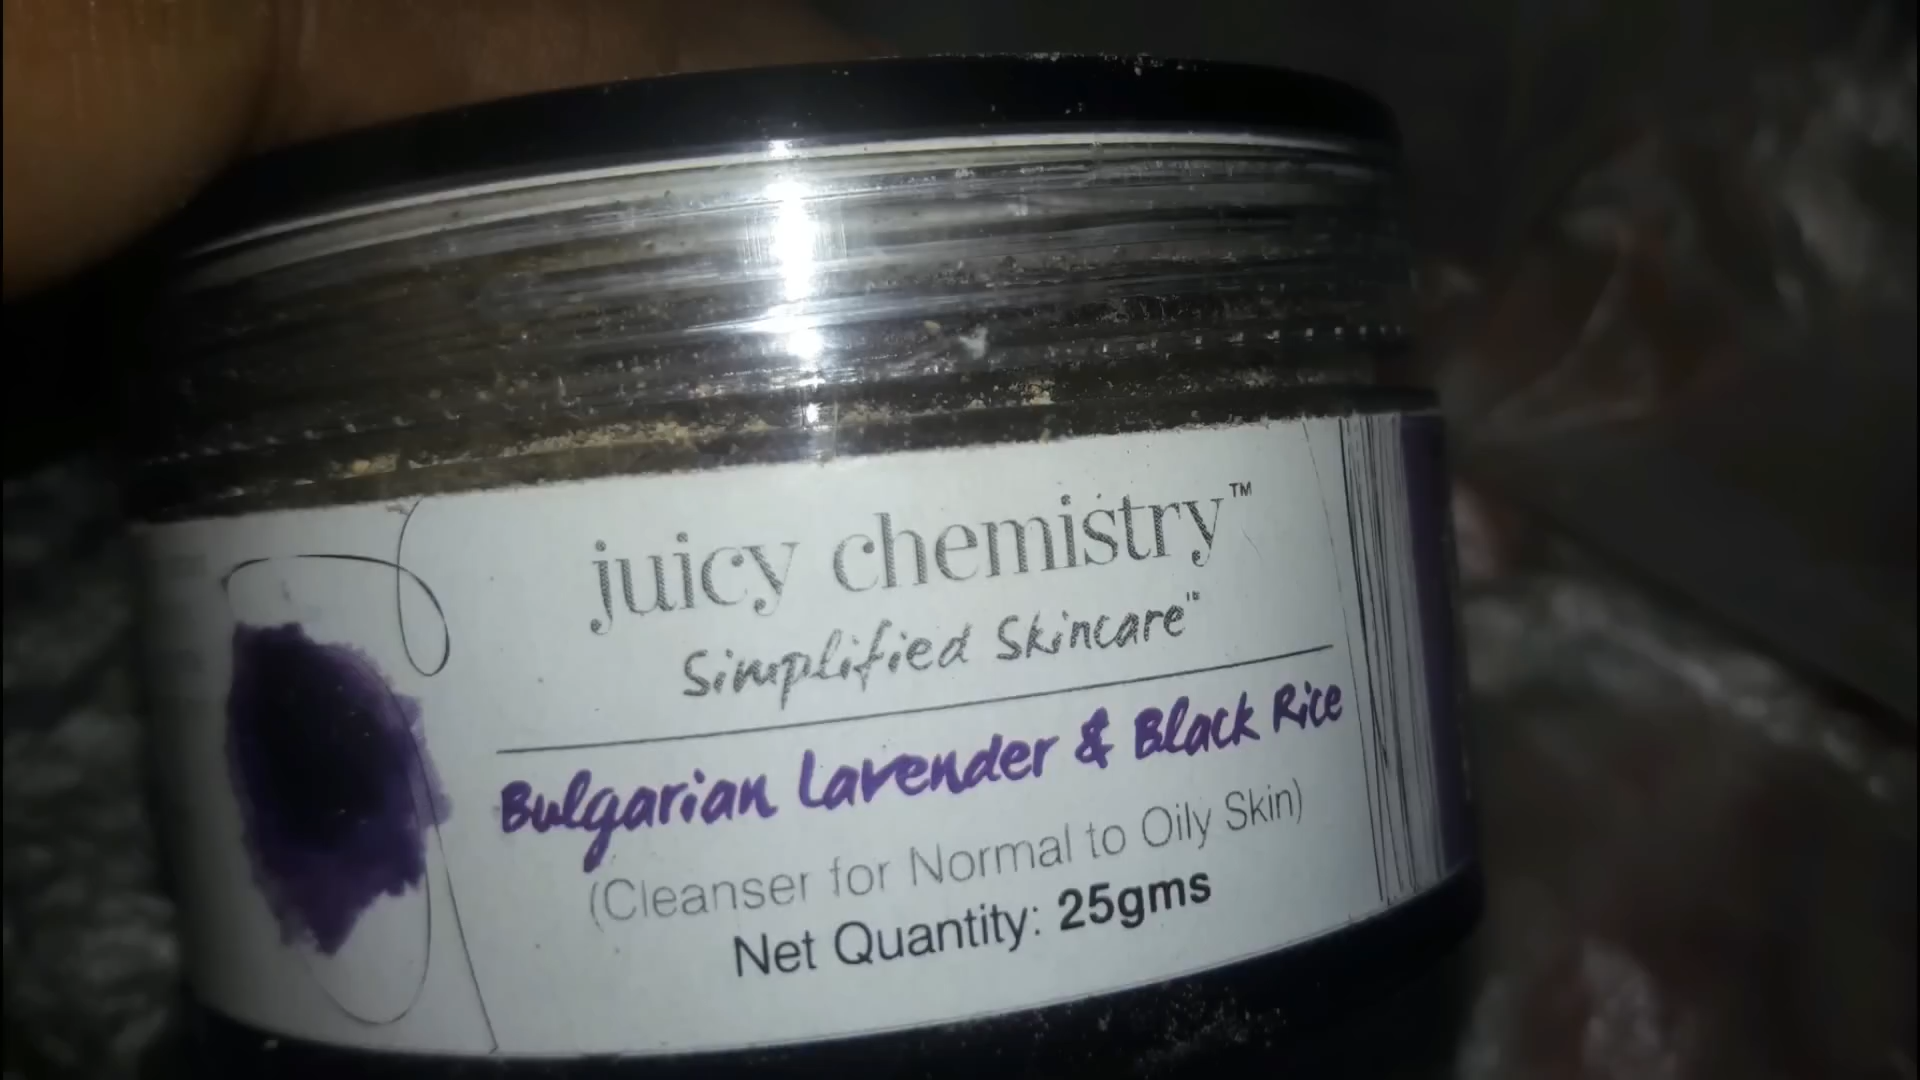 juicy chemistry™
Simplified Skincare™
Bulgarian Lavender & Black Rice
(Cleanser for Normal to Oily Skin)
Net Quantity: 25gms